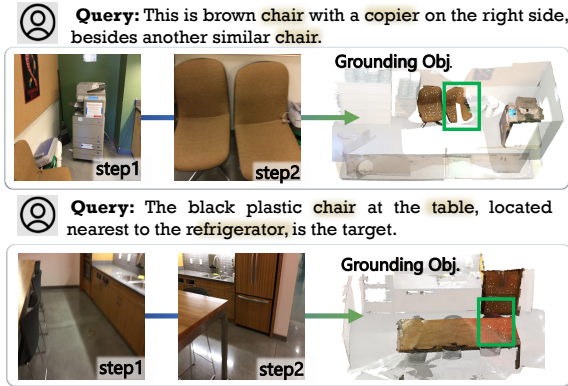 Query: This is brown chair with a copier on the right side,
besides another similar chair.
Grounding Obj.
step1
step2
Query: The black plastic chair at the table, located
nearest to the refrigerator, is the target.
Grounding Obj.
step1
step2